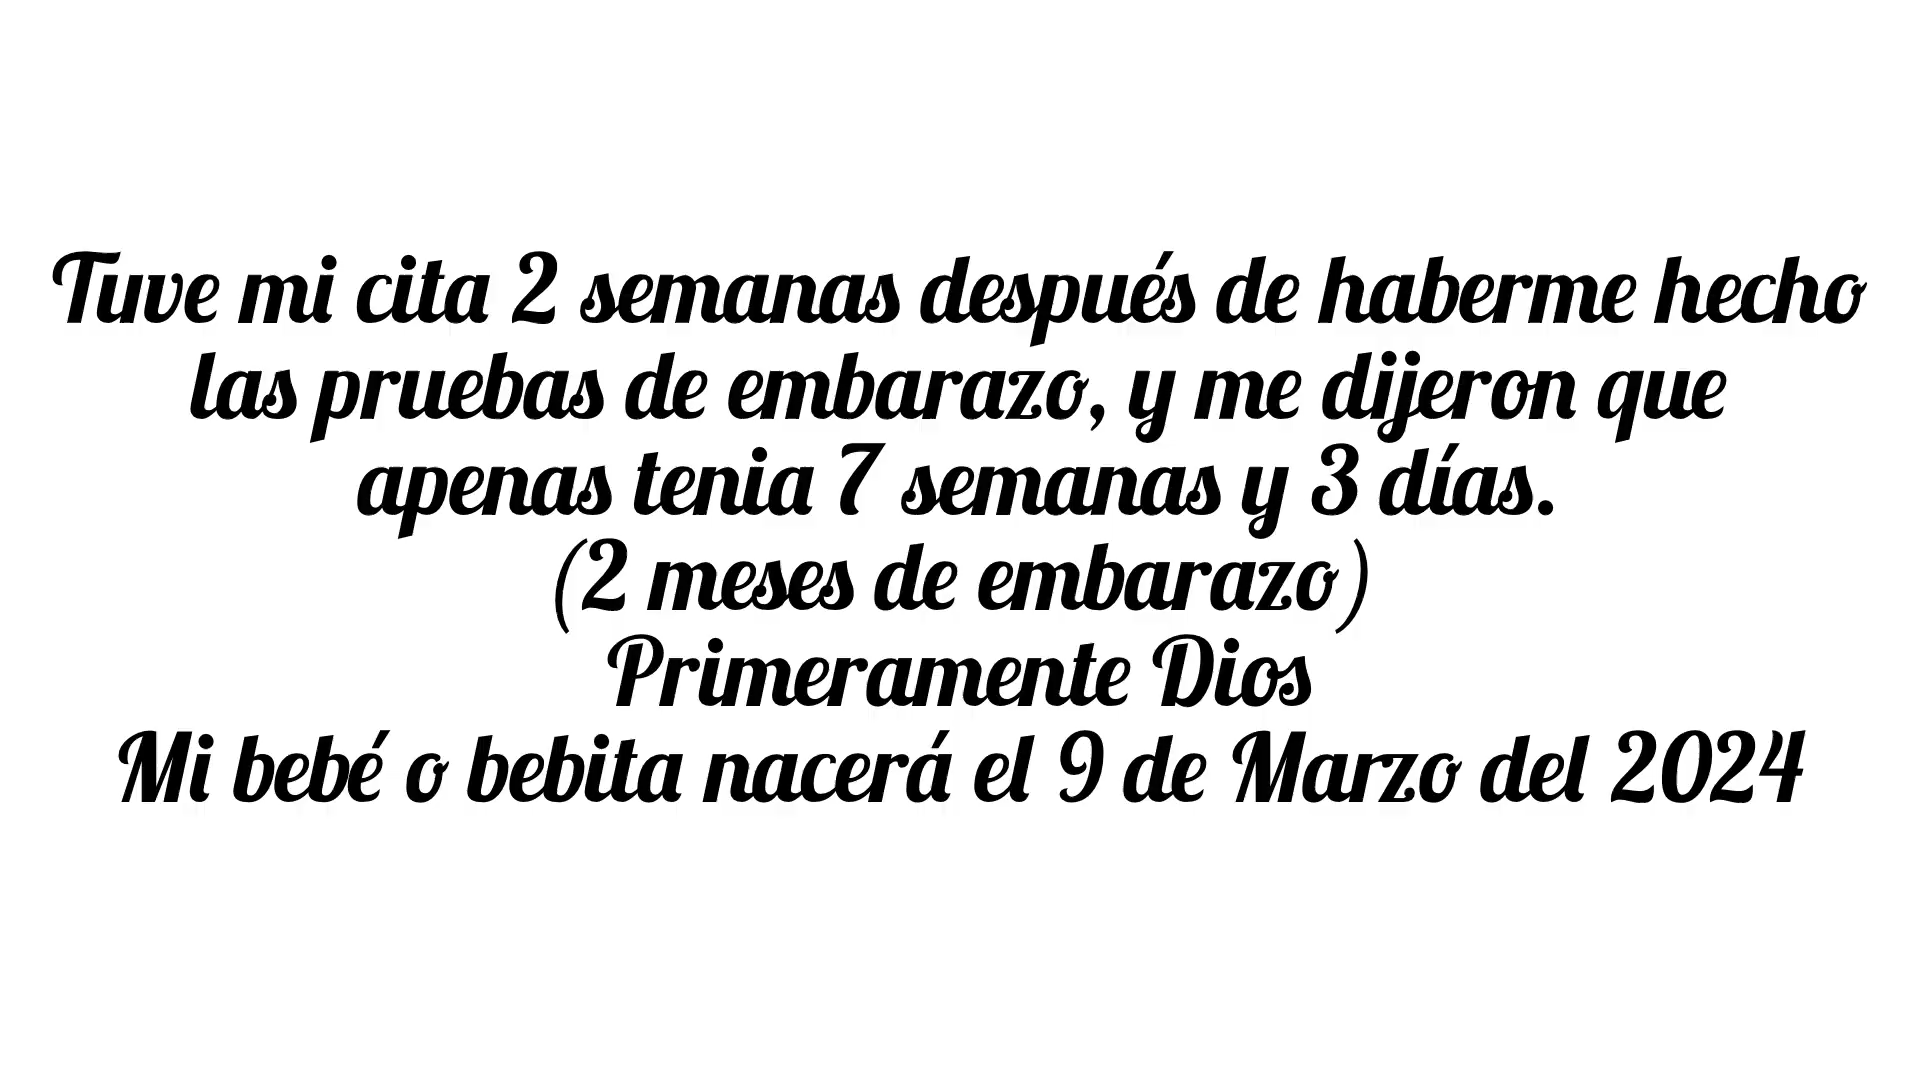 Tuve mi cita 2 semanas después de haberme hecho
las pruebas de embarazo, y me dijeron que
apenas tenia 7 semanas y 3 días.
(2 meses de embarazo)
Primeramente Dios
Mi bebé o bebita nacerá el 9 de Marzo del 2024